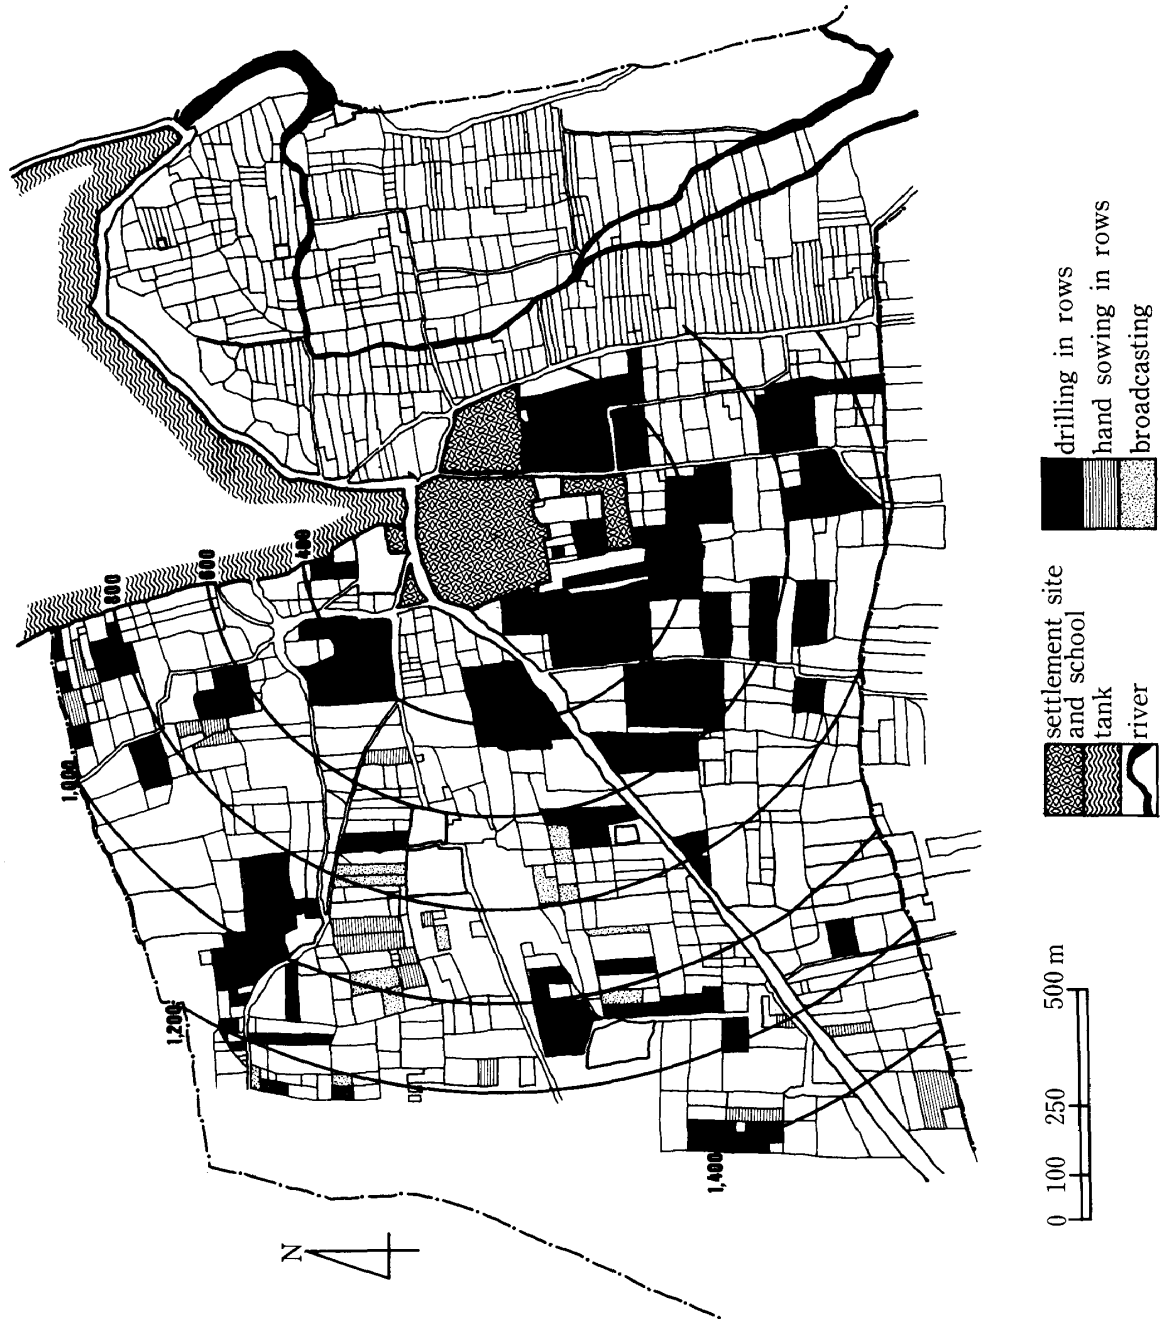 400
600
800
1,000
1,200
1,400
N
drilling in rows
hand sowing in rows
broadcasting
settlement site
and school
tank
river
0 100 250 500 m